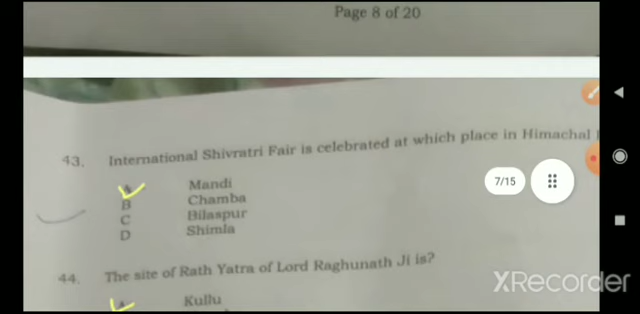 Page 8 of 20
43. International Shivratri Fair is celebrated at which place in Himachal
A Mandi
B Chamba
C Bilaspur
D Shimla
7/15
44. The site of Rath Yatra of Lord Raghunath Ji is?
A Kullu
XRecorder